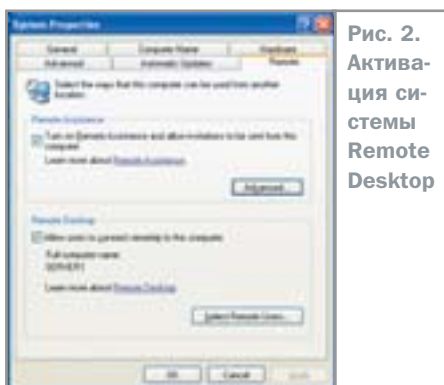 System Properties
General Computer Name Hardware
Advanced Automatic Updates Remote
Select the ways that this computer can be used from another
location.
Remote Assistance
Turn on Remote Assistance and allow invitations to be sent from this
computer
Learn more about Remote Assistance
Advanced...
Remote Desktop
Allow users to connect remotely to this computer
Full computer name:
SERVER1
Learn more about Remote Desktop
Select Remote Users...
OK Cancel Apply
Рис. 2.
Актива-
ция си-
стемы
Remote
Desktop